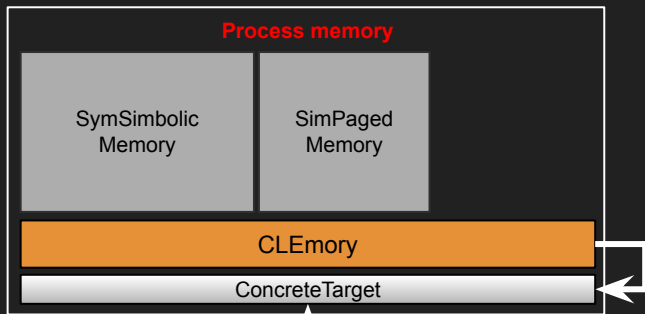 Process memory
SymSimbolic
Memory
SimPaged
Memory
CLEmory
ConcreteTarget